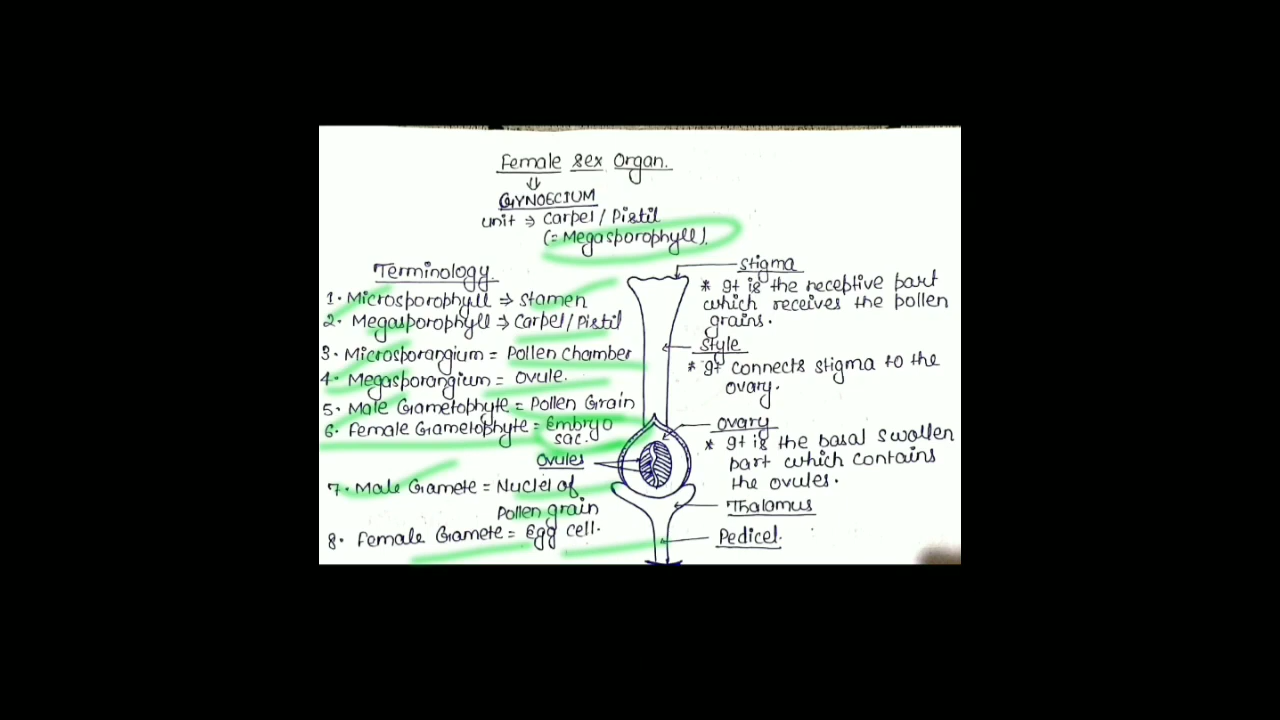 Female sex Organ.
⇓
GYNOECIUM
unit ⇒ Carpel / Pistil
(= Megasporophyll).
Terminology.
1. Microsporophyll ⇒ stamen
2. Megasporophyll ⇒ Carpel/Pistil
3. Microsporangium = Pollen Chamber
4. Megasporangium = Ovule.
5. Male Gametophyte = Pollen Grain
6. Female Gametophyte = Embryo
sac.
Ovules
7. Male Gamete = Nuclei of
Pollen grain
8. Female Gamete = Egg cell.
Stigma
* It is the receptive part
which receives the pollen
grains.
Style
* It connects stigma to the
ovary.
Ovary
* It is the basal swollen
part which contains
the ovules.
Thalamus
Pedicel.